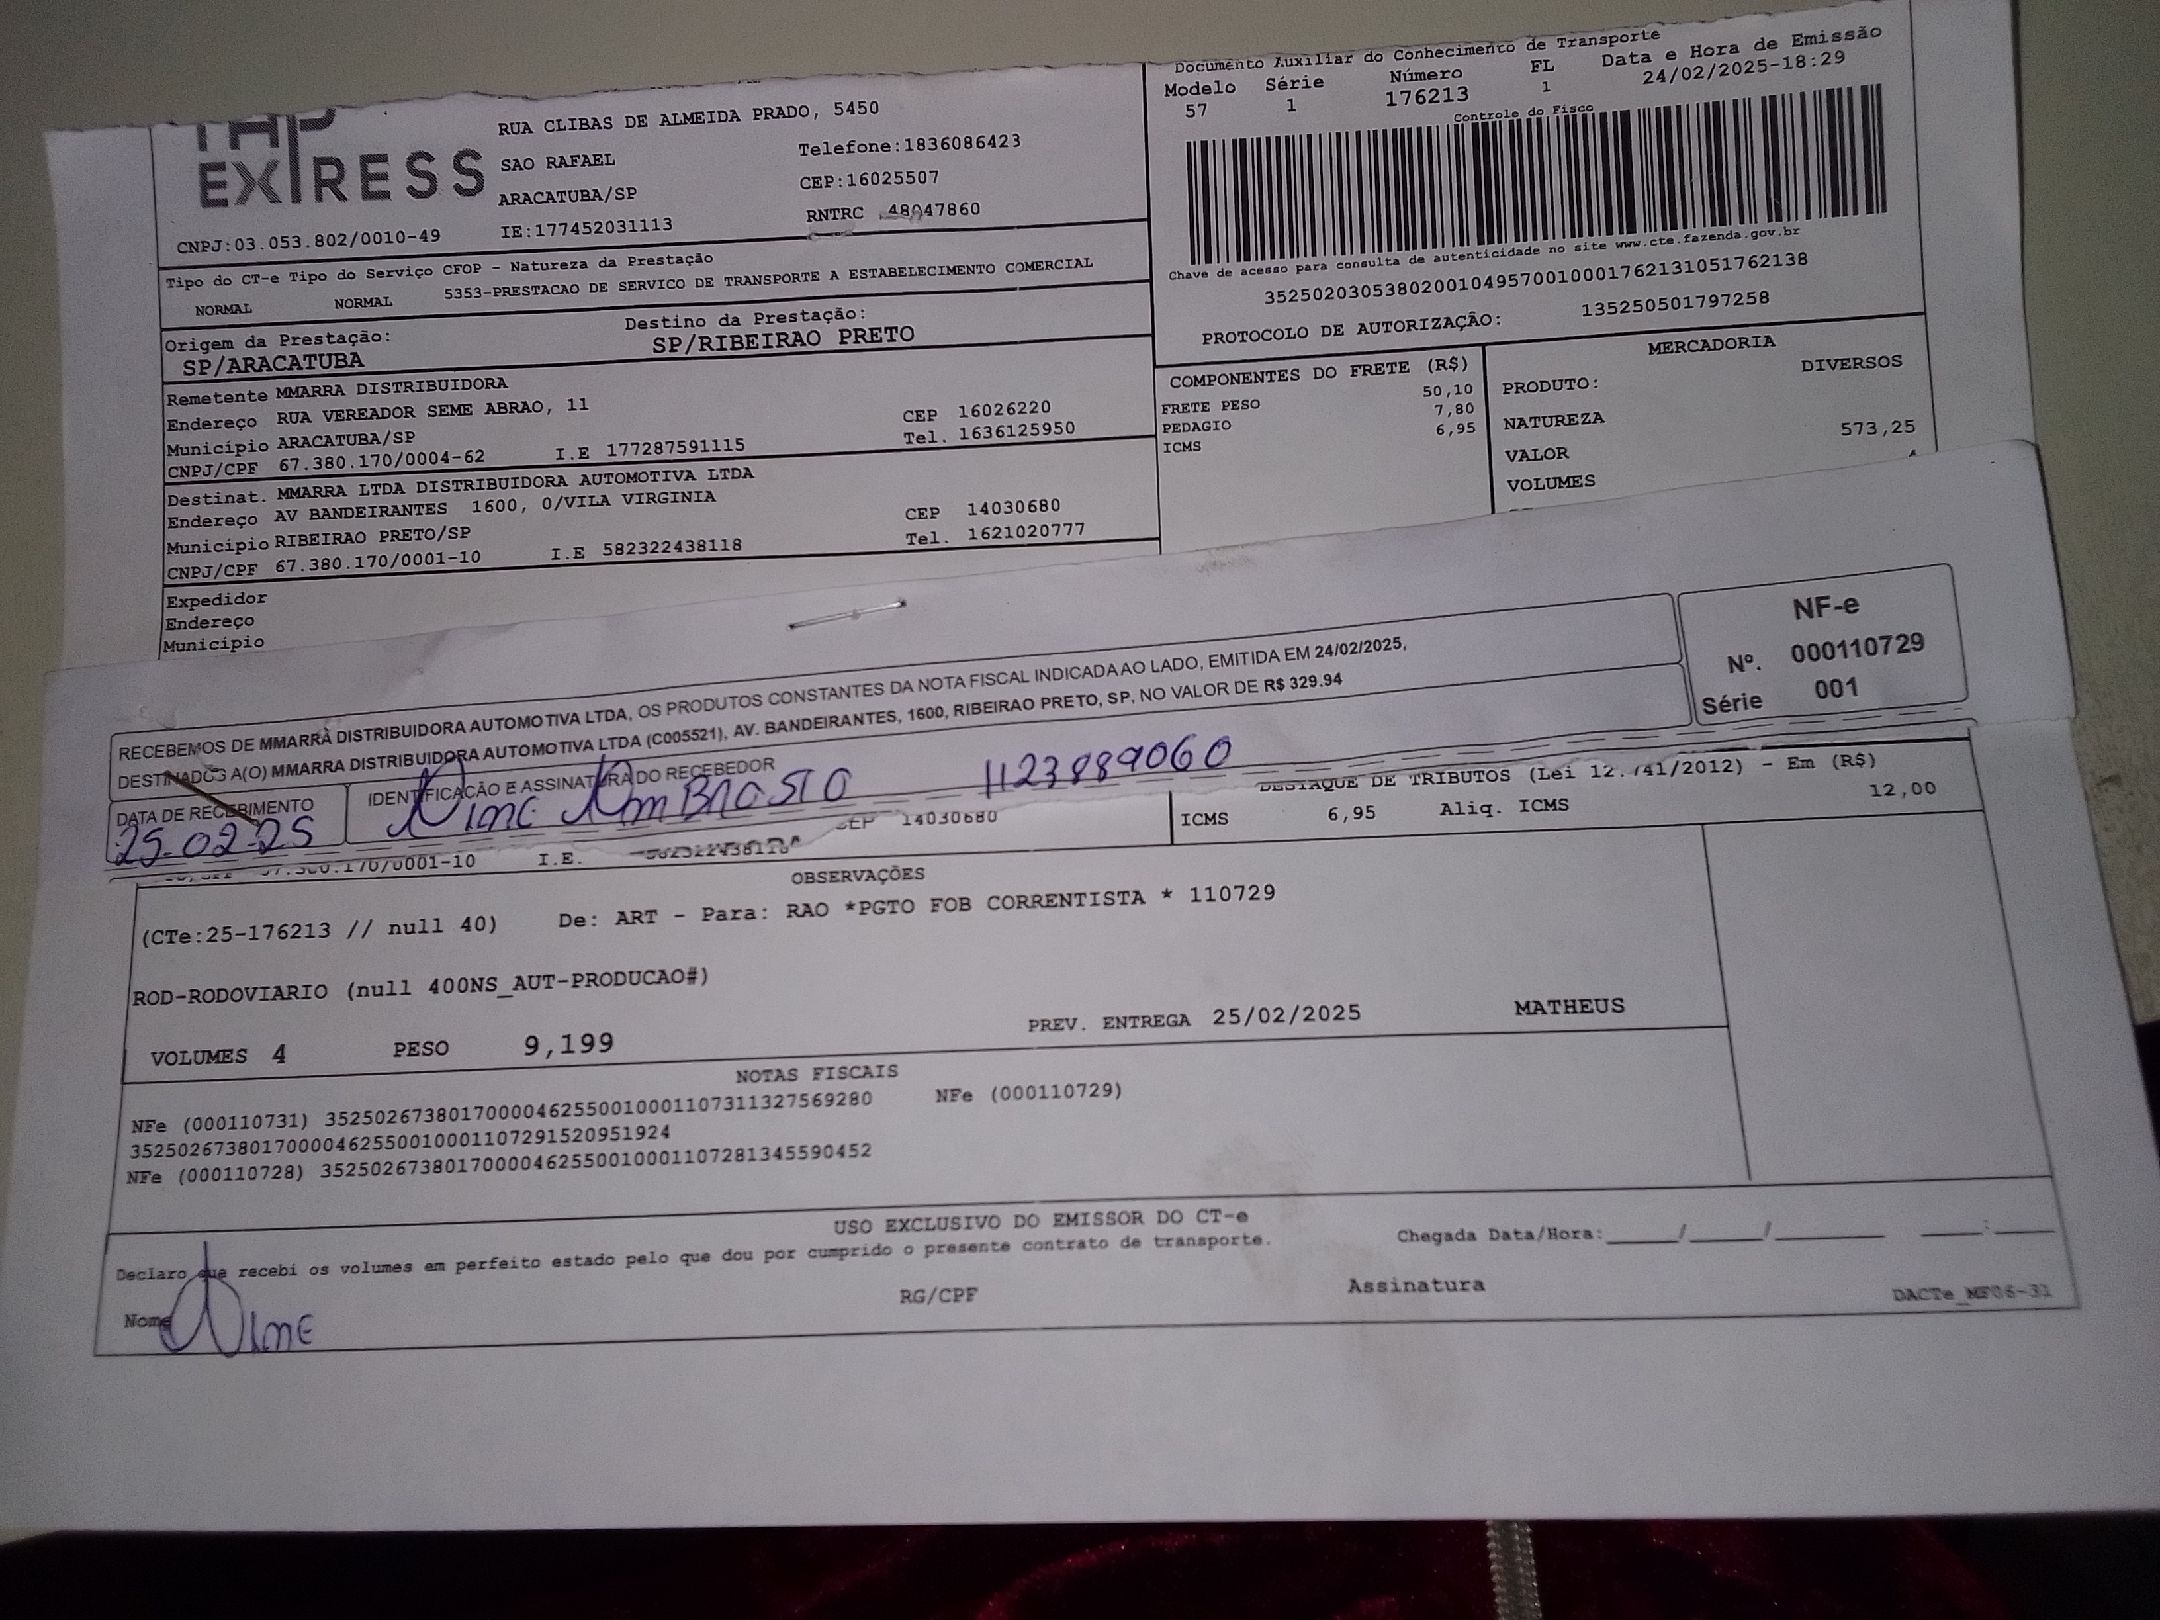 EXPRESS
RUA CLIBAS DE ALMEIDA PRADO, 5450
SAO RAFAEL
Telefone:1836086423
ARACATUBA/SP
CEP:16025507
CNPJ:03.053.802/0010-49
IE:177452031113
RNTRC 48047860
Documento Auxiliar do Conhecimento de Transporte
Modelo Série Número FL Data e Hora de Emissão
57 1 176213 1 24/02/2025-18:29
Controle do Fisco
Chave de acesso para consulta de autenticidade no site www.cte.fazenda.gov.br
35250203053802001049570010001762131051762138
PROTOCOLO DE AUTORIZAÇÃO: 135250501797258
Tipo do CT-e Tipo do Serviço CFOP - Natureza da Prestação
NORMAL NORMAL 5353-PRESTACAO DE SERVICO DE TRANSPORTE A ESTABELECIMENTO COMERCIAL
Origem da Prestação: Destino da Prestação:
SP/ARACATUBA SP/RIBEIRAO PRETO
Remetente MMARRA DISTRIBUIDORA
Endereço RUA VEREADOR SEME ABRAO, 11 CEP 16026220
Município ARACATUBA/SP Tel. 1636125950
CNPJ/CPF 67.380.170/0004-62 I.E 177287591115
Destinat. MMARRA LTDA DISTRIBUIDORA AUTOMOTIVA LTDA
Endereço AV BANDEIRANTES 1600, 0/VILA VIRGINIA CEP 14030680
Município RIBEIRAO PRETO/SP Tel. 1621020777
CNPJ/CPF 67.380.170/0001-10 I.E 582322438118
Expedidor
Endereço
Município
COMPONENTES DO FRETE (R$)
FRETE PESO 50,10
PEDAGIO 7,80
ICMS 6,95
MERCADORIA
PRODUTO: DIVERSOS
NATUREZA
VALOR 573,25
VOLUMES
RECEBEMOS DE MMARRA DISTRIBUIDORA AUTOMOTIVA LTDA, OS PRODUTOS CONSTANTES DA NOTA FISCAL INDICADA AO LADO, EMITIDA EM 24/02/2025,
DESTINADOS A(O) MMARRA DISTRIBUIDORA AUTOMOTIVA LTDA (C005521), AV. BANDEIRANTES, 1600, RIBEIRAO PRETO, SP, NO VALOR DE R$ 329.94
NF-e
Nº. 000110729
Série 001
DATA DE RECEBIMENTO
25-02-25
IDENTIFICAÇÃO E ASSINATURA DO RECEBEDOR
1123889060
CEP 14030680
0001-10 I.E.
DESTAQUE DE TRIBUTOS (Lei 12.741/2012) - Em (R$)
ICMS 6,95 Aliq. ICMS 12,00
OBSERVAÇÕES
(CTe:25-176213 // null 40) De: ART - Para: RAO *PGTO FOB CORRENTISTA * 110729
ROD-RODOVIARIO (null 400NS_AUT-PRODUCAO#)
VOLUMES 4 PESO 9,199 PREV. ENTREGA 25/02/2025 MATHEUS
NOTAS FISCAIS
NFe (000110731) 35250267380170000462550010001107311327569280 NFe (000110729)
35250267380170000462550010001107291520951924
NFe (000110728) 35250267380170000462550010001107281345590452
USO EXCLUSIVO DO EMISSOR DO CT-e
Declaro que recebi os volumes em perfeito estado pelo que dou por cumprido o presente contrato de transporte.
Chegada Data/Hora:_____/_____/_______ ____:____
Nome RG/CPF Assinatura
DACTe_MF06-31